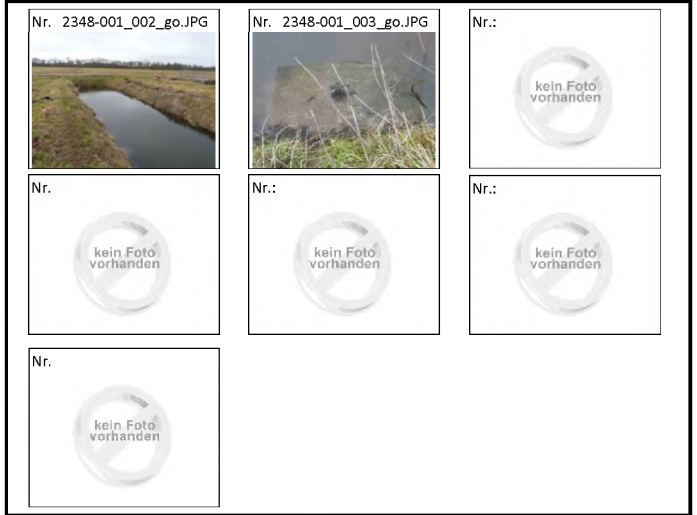 Nr. 2348-001_002_go.JPG
Nr. 2348-001_003_go.JPG
Nr.:
kein Foto
vorhanden
Nr.
kein Foto
vorhanden
Nr.:
kein Foto
vorhanden
Nr.:
kein Foto
vorhanden
Nr.
kein Foto
vorhanden